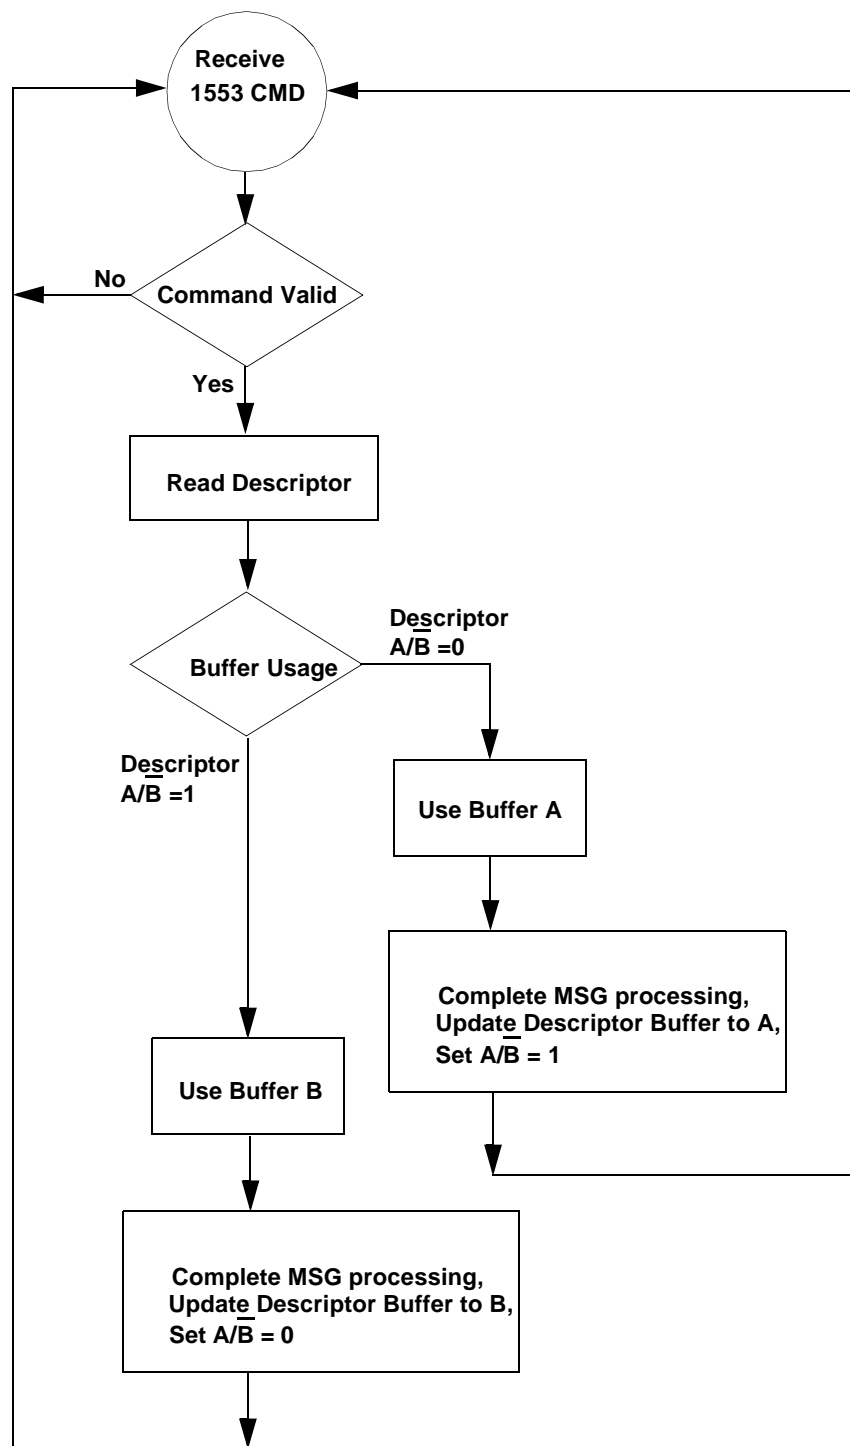 Receive
1553 CMD
No
Command Valid
Yes
Read Descriptor
Descriptor
A/B̅ =0
Buffer Usage
Descriptor
A/B̅ =1
Use Buffer A
Complete MSG processing,
Update Descriptor Buffer to A,
Set A/B̅ = 1
Use Buffer B
Complete MSG processing,
Update Descriptor Buffer to B,
Set A/B̅ = 0